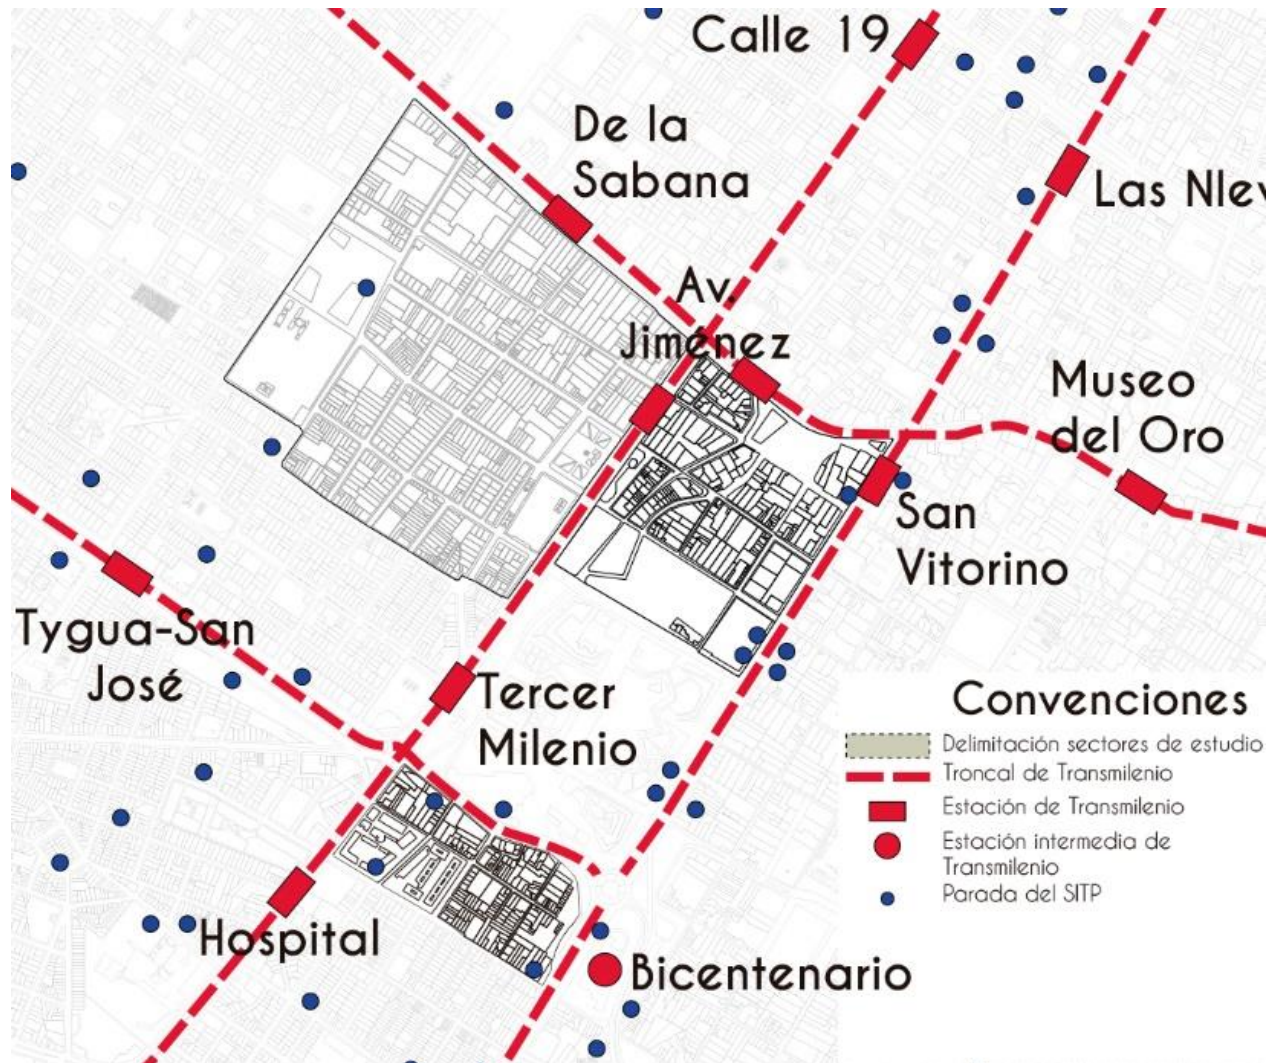 Calle 19
De la
Sabana
Las NIev
Av.
Jiménez
Museo
del Oro
San
Vitorino
Tygua-San
José
Tercer
Milenio
Hospital
Bicentenario
Convenciones
Delimitación sectores de estudio
Troncal de Transmilenio
Estación de Transmilenio
Estación intermedia de
Transmilenio
Parada del SITP